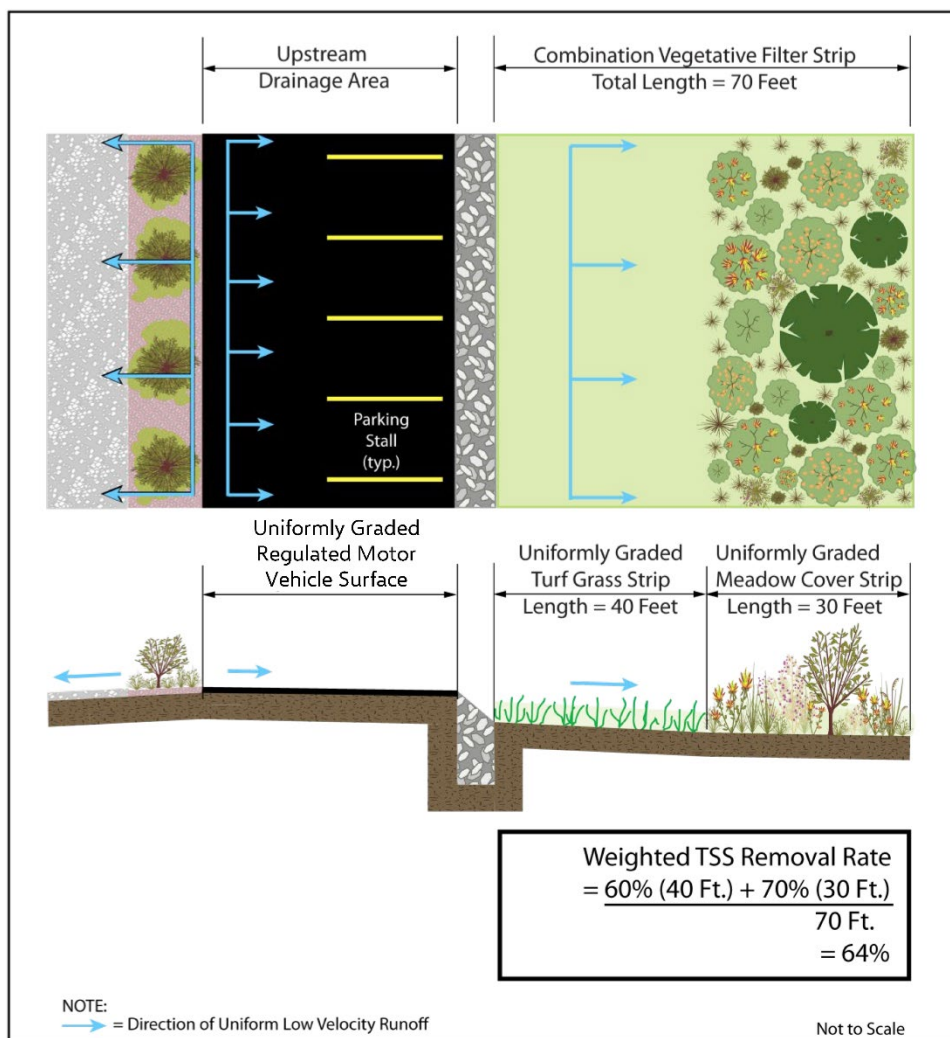 Upstream
Drainage Area
Combination Vegetative Filter Strip
Total Length = 70 Feet
Parking
Stall
(typ.)
Uniformly Graded
Regulated Motor
Vehicle Surface
Uniformly Graded
Turf Grass Strip
Length = 40 Feet
Uniformly Graded
Meadow Cover Strip
Length = 30 Feet
Weighted TSS Removal Rate
= 60% (40 Ft.) + 70% (30 Ft.)
70 Ft.
= 64%
NOTE:
= Direction of Uniform Low Velocity Runoff
Not to Scale